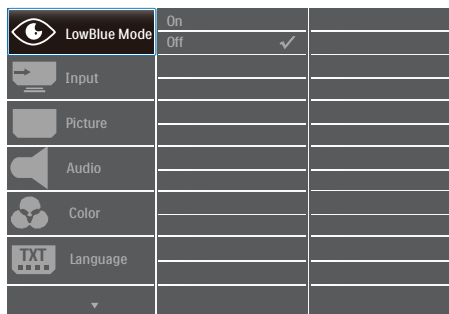 LowBlue Mode
On
Off
Input
Picture
Audio
Color
TXT
Language